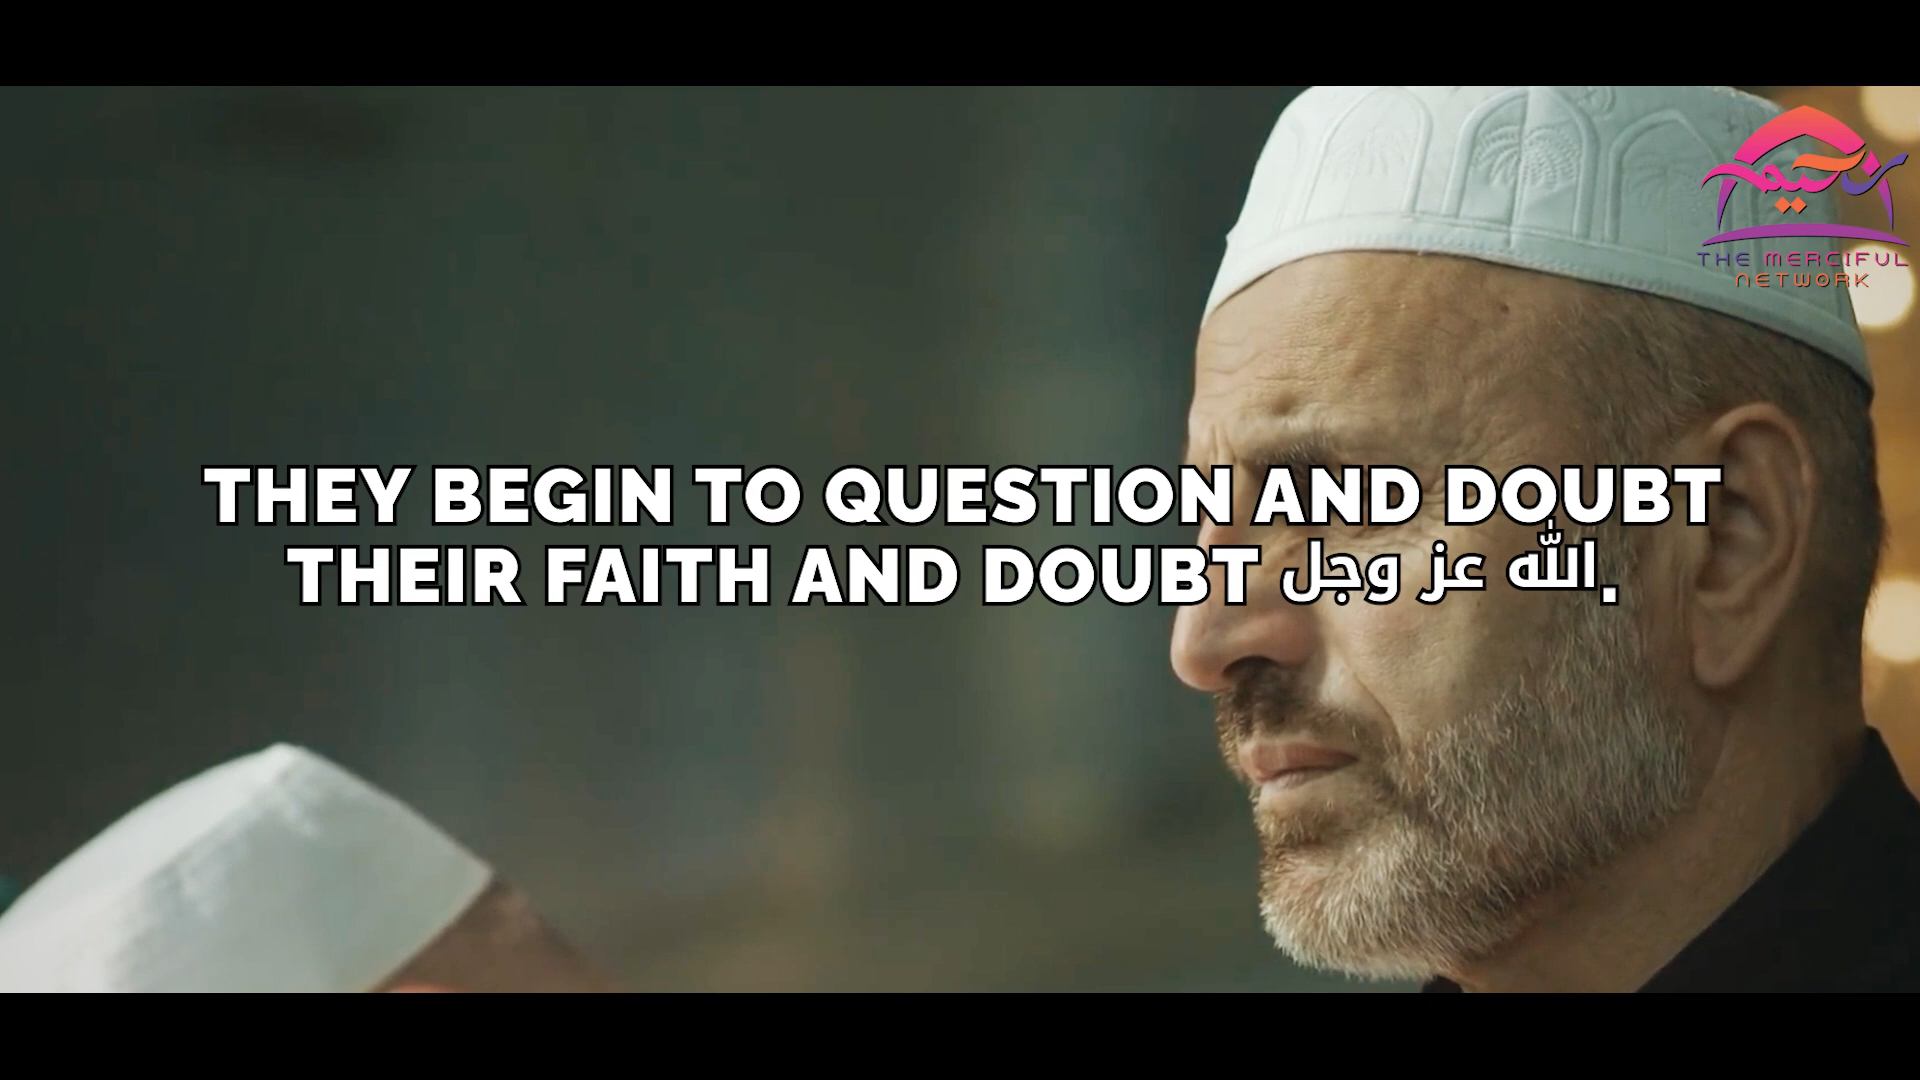 THE MERCIFUL
NETWORK
THEY BEGIN TO QUESTION AND DOUBT
THEIR FAITH AND DOUBT الله عز وجل.